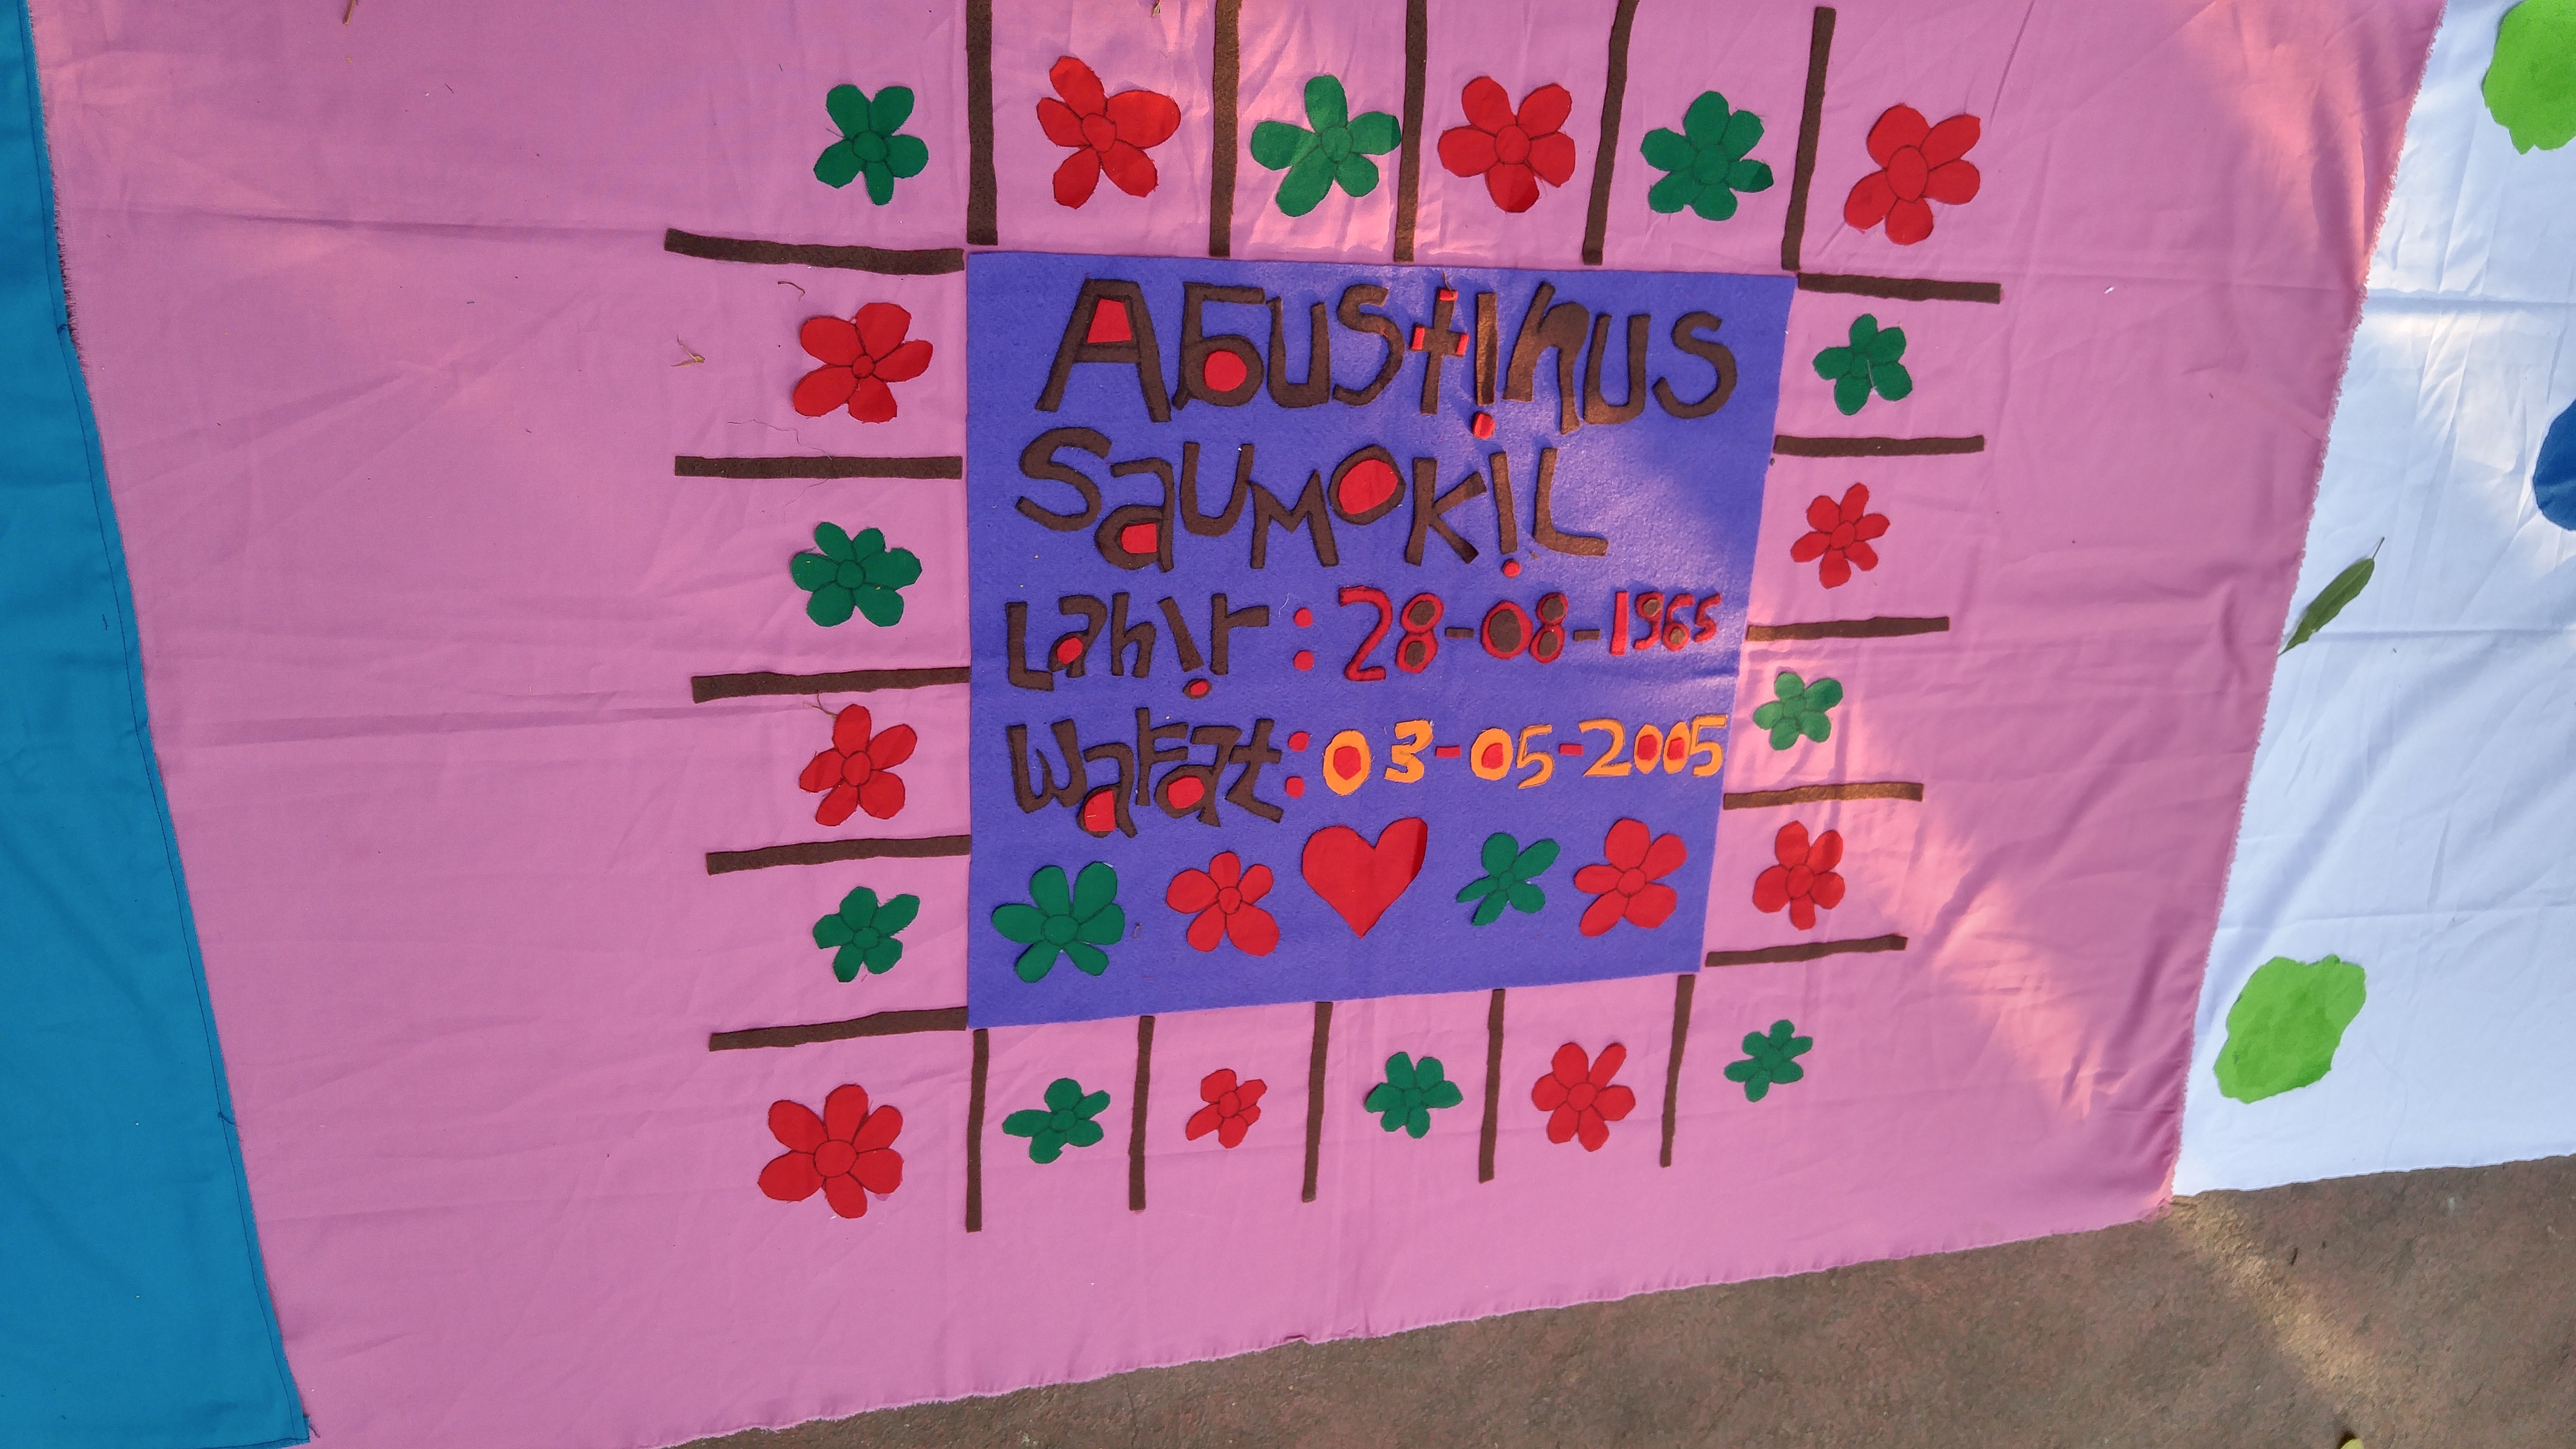 Agustinus
Saumokil
Lahir : 28-08-1965
Wafat : 03-05-2005